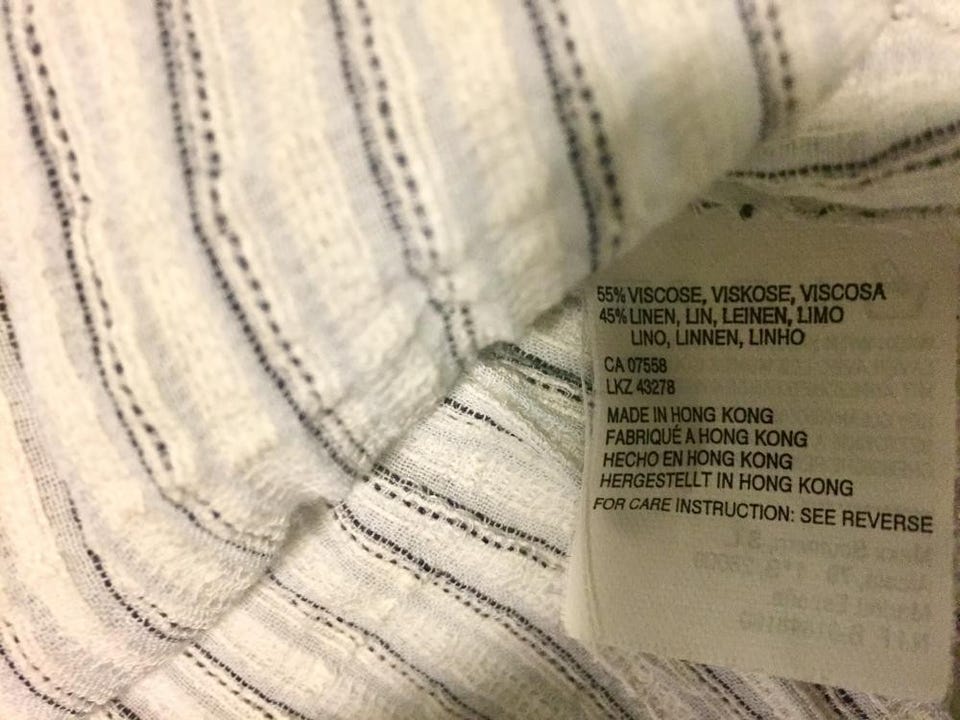 55% VISCOSE, VISKOSE, VISCOSA
45% LINEN, LIN, LEINEN, LIMO
LINO, LINNEN, LINHO
CA 07558
LKZ 43278
MADE IN HONG KONG
FABRIQUÉ A HONG KONG
HECHO EN HONG KONG
HERGESTELLT IN HONG KONG
FOR CARE INSTRUCTION: SEE REVERSE